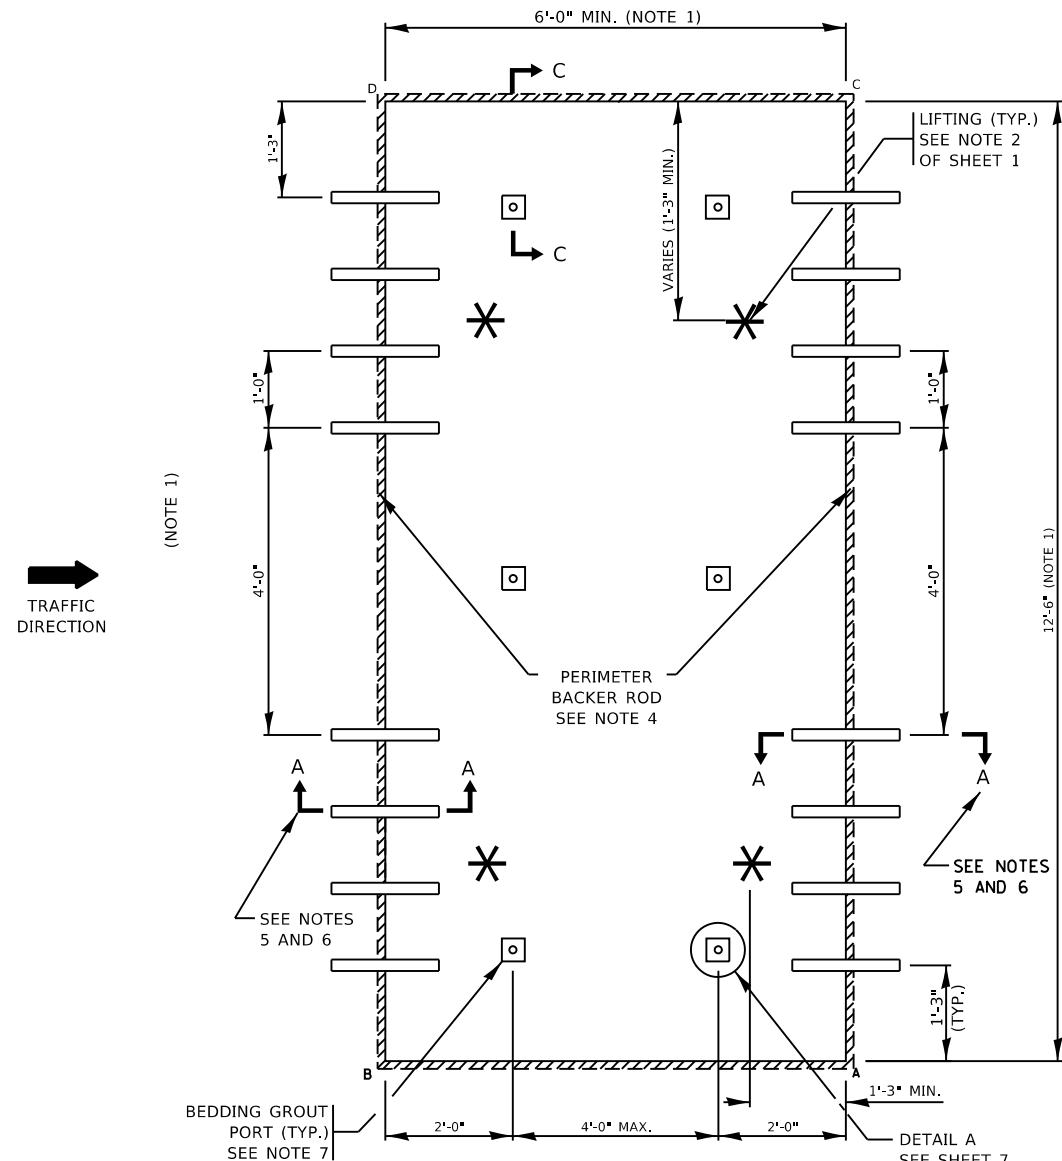 6'-0" MIN. (NOTE 1)
C
D
C
LIFTING (TYP.)
SEE NOTE 2
OF SHEET 1
1'-3"
VARIES (1'-3" MIN.)
C
1'-0"
1'-0"
(NOTE 1)
4'-0"
4'-0"
12'-6" (NOTE 1)
TRAFFIC
DIRECTION
PERIMETER
BACKER ROD
SEE NOTE 4
A
A
A
A
SEE NOTES
5 AND 6
SEE NOTES
5 AND 6
1'-3"
(TYP.)
B
A
1'-3" MIN.
BEDDING GROUT
PORT (TYP.)
SEE NOTE 7
2'-0"
4'-0" MAX.
2'-0"
DETAIL A
SEE SHEET 7